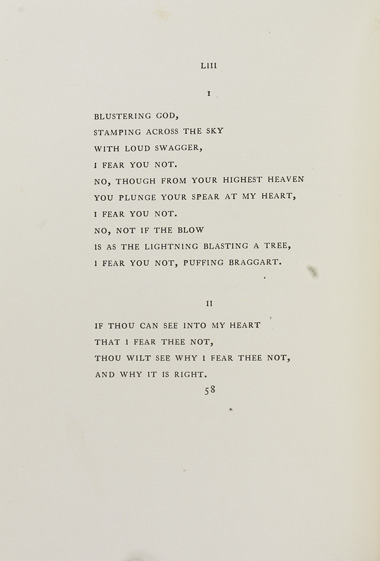 LIII
I
BLUSTERING GOD,
STAMPING ACROSS THE SKY
WITH LOUD SWAGGER,
I FEAR YOU NOT.
NO, THOUGH FROM YOUR HIGHEST HEAVEN
YOU PLUNGE YOUR SPEAR AT MY HEART,
I FEAR YOU NOT.
NO, NOT IF THE BLOW
IS AS THE LIGHTNING BLASTING A TREE,
I FEAR YOU NOT, PUFFING BRAGGART.
II
IF THOU CAN SEE INTO MY HEART
THAT I FEAR THEE NOT,
THOU WILT SEE WHY I FEAR THEE NOT,
AND WHY IT IS RIGHT.
58